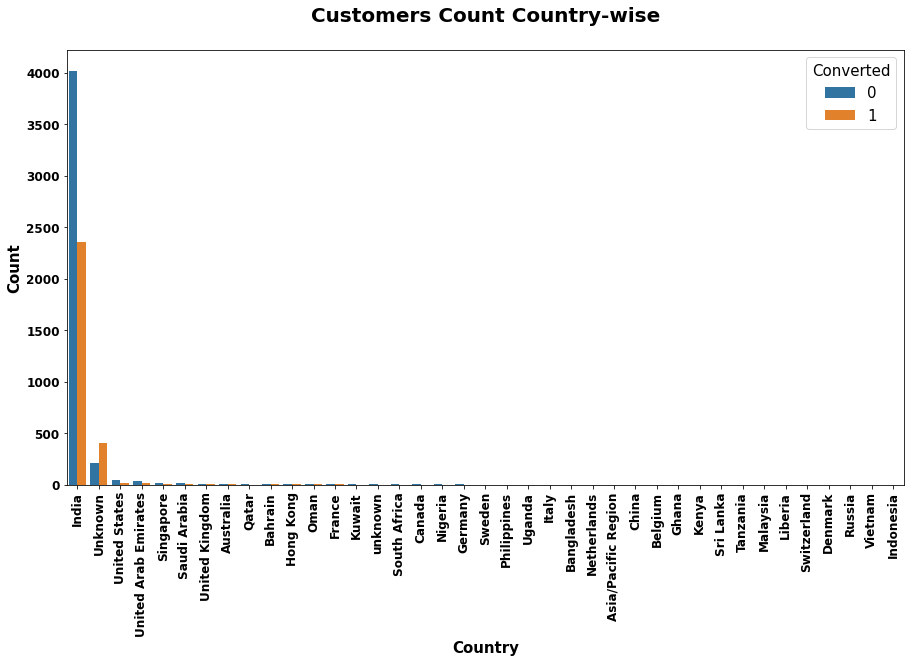 Customers Count Country-wise
Converted
0
1
4000
3500
3000
2500
2000
1500
1000
500
0
Count
India
Unknown
United States
United Arab Emirates
Singapore
Saudi Arabia
United Kingdom
Australia
Qatar
Bahrain
Hong Kong
Oman
France
Kuwait
unknown
South Africa
Canada
Nigeria
Germany
Sweden
Philippines
Uganda
Italy
Bangladesh
Netherlands
Asia/Pacific Region
China
Belgium
Ghana
Kenya
Sri Lanka
Tanzania
Malaysia
Liberia
Switzerland
Denmark
Russia
Vietnam
Indonesia
Country